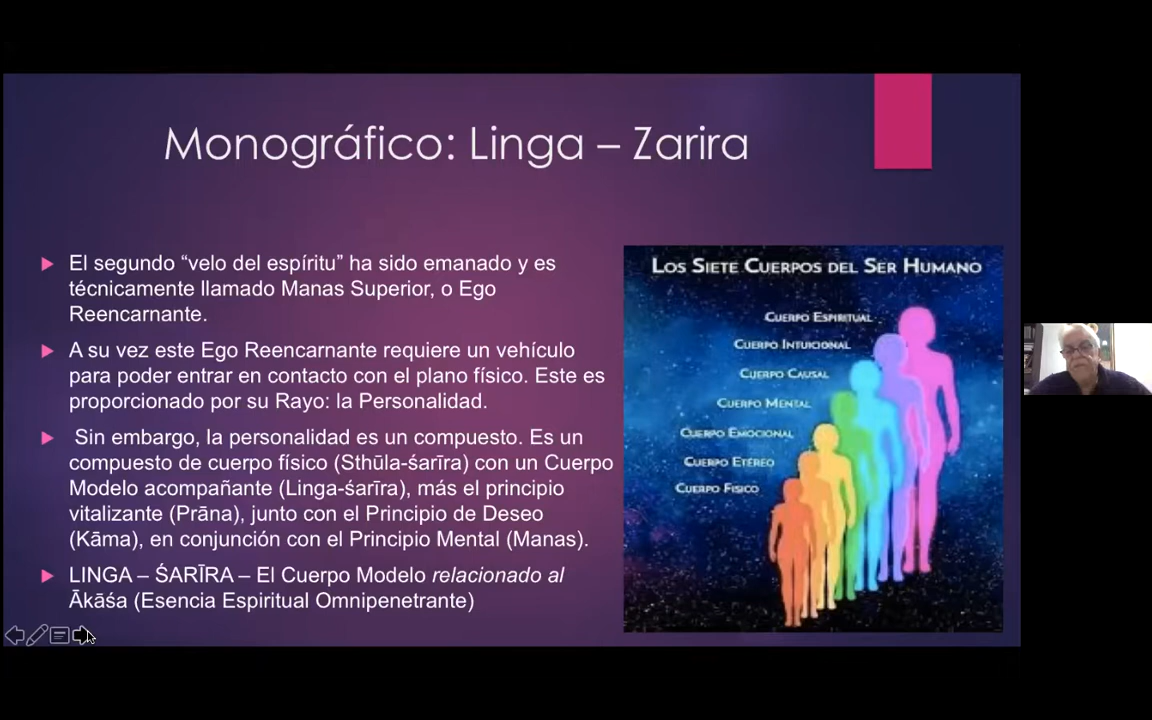 Monográfico: Linga – Zarira
El segundo “velo del espíritu” ha sido emanado y es
técnicamente llamado Manas Superior, o Ego
Reencarnante.
A su vez este Ego Reencarnante requiere un vehículo
para poder entrar en contacto con el plano físico. Este es
proporcionado por su Rayo: la Personalidad.
Sin embargo, la personalidad es un compuesto. Es un
compuesto de cuerpo físico (Sthūla-śarīra) con un Cuerpo
Modelo acompañante (Linga-śarīra), más el principio
vitalizante (Prāna), junto con el Principio de Deseo
(Kāma), en conjunción con el Principio Mental (Manas).
LINGA – ŚARĪRA – El Cuerpo Modelo relacionado al
Ākāśa (Esencia Espiritual Omnipenetrante)
Los Siete Cuerpos del Ser Humano
Cuerpo Espiritual
Cuerpo Intuicional
Cuerpo Causal
Cuerpo Mental
Cuerpo Emocional
Cuerpo Etéreo
Cuerpo Físico